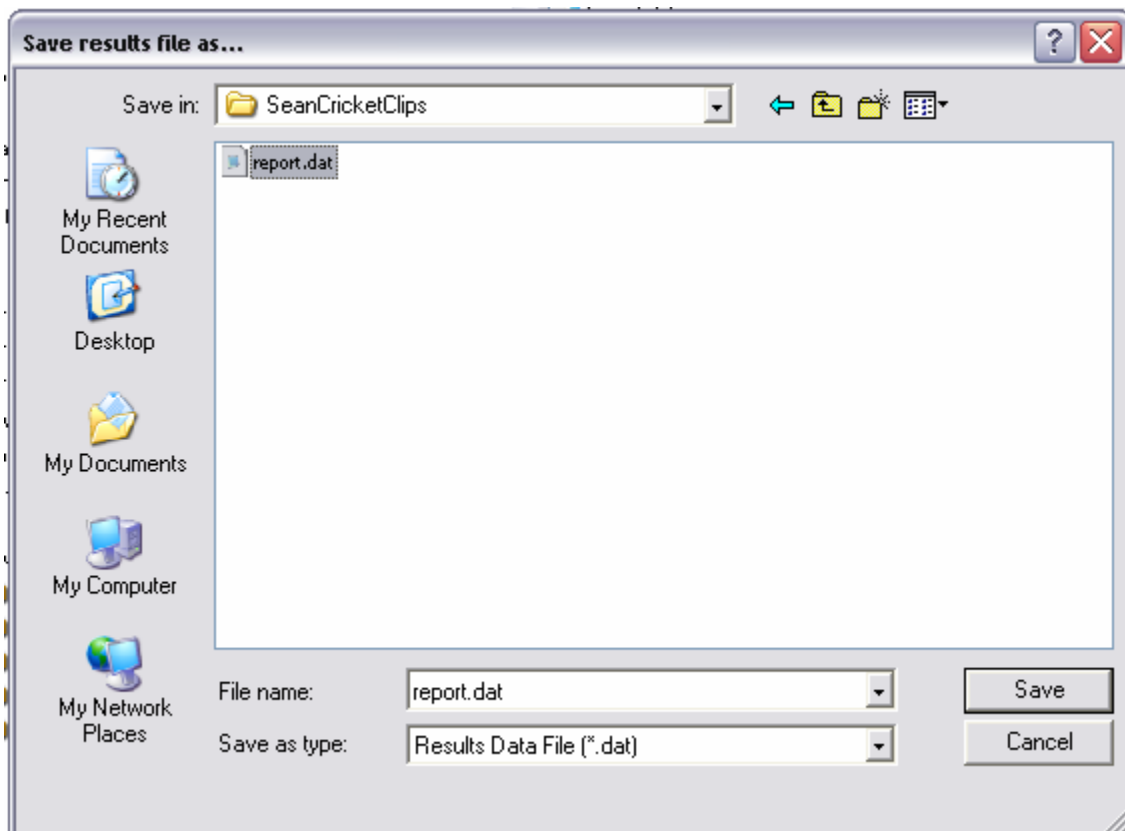 Save results file as...
Save in:
SeanCricketClips
report.dat
My Recent
Documents
Desktop
My Documents
My Computer
My Network
Places
File name:
report.dat
Save
Save as type:
Results Data File (*.dat)
Cancel